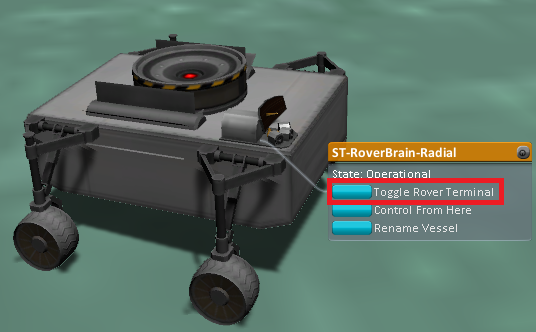 ST-RoverBrain-Radial
State: Operational
Toggle Rover Terminal
Control From Here
Rename Vessel